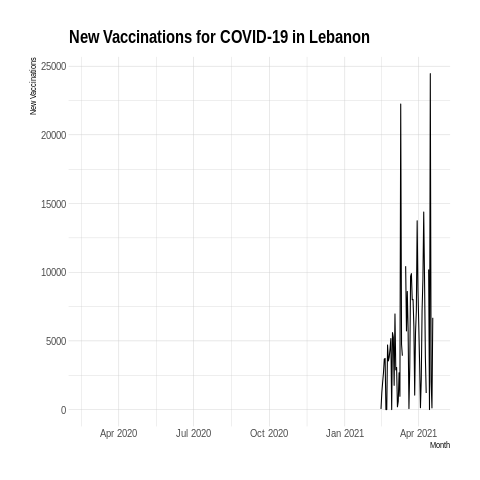 New Vaccinations for COVID-19 in Lebanon
New Vaccinations
25000
20000
15000
10000
5000
0
Apr 2020 Jul 2020 Oct 2020 Jan 2021 Apr 2021
Month